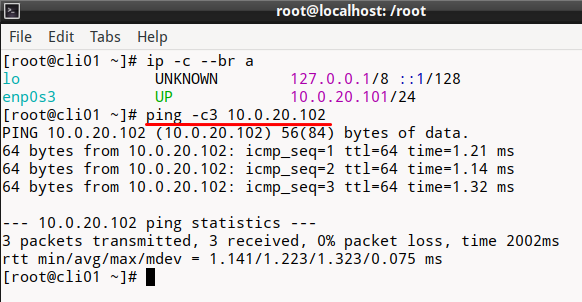 root@localhost: /root
File Edit Tabs Help
[root@cli01 ~]# ip -c --br a
lo UNKNOWN 127.0.0.1/8 ::1/128
enp0s3 UP 10.0.20.101/24
[root@cli01 ~]# ping -c3 10.0.20.102
PING 10.0.20.102 (10.0.20.102) 56(84) bytes of data.
64 bytes from 10.0.20.102: icmp_seq=1 ttl=64 time=1.21 ms
64 bytes from 10.0.20.102: icmp_seq=2 ttl=64 time=1.14 ms
64 bytes from 10.0.20.102: icmp_seq=3 ttl=64 time=1.32 ms
--- 10.0.20.102 ping statistics ---
3 packets transmitted, 3 received, 0% packet loss, time 2002ms
rtt min/avg/max/mdev = 1.141/1.223/1.323/0.075 ms
[root@cli01 ~]#